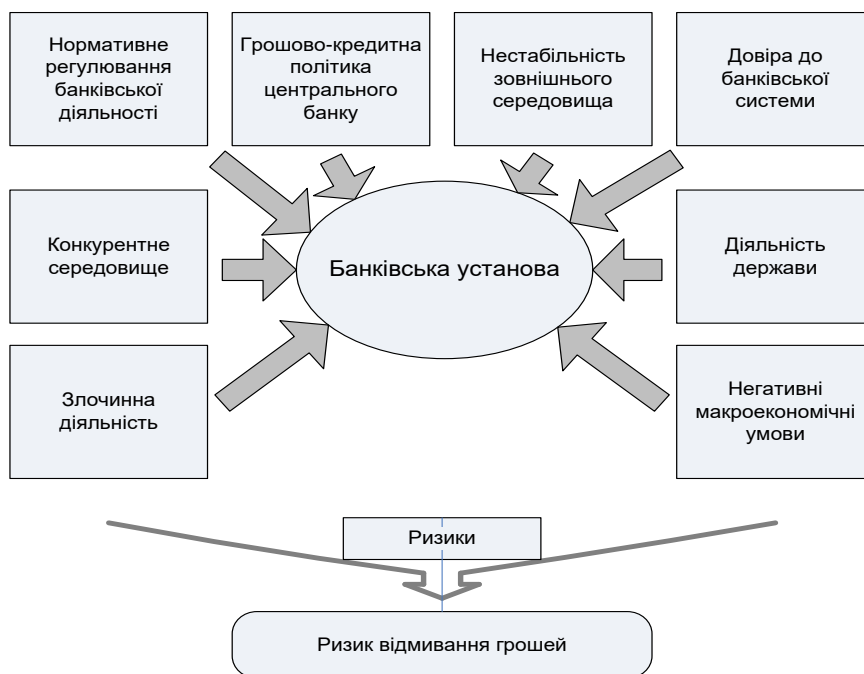 Нормативне
регулювання
банківської
діяльності
Грошово-кредитна
політика
центрального
банку
Нестабільність
зовнішнього
середовища
Довіра до
банківської
системи
Конкурентне
середовище
Банківська установа
Діяльність
держави
Злочинна
діяльність
Негативні
макроекономічні
умови
Ризики
Ризик відмивання грошей